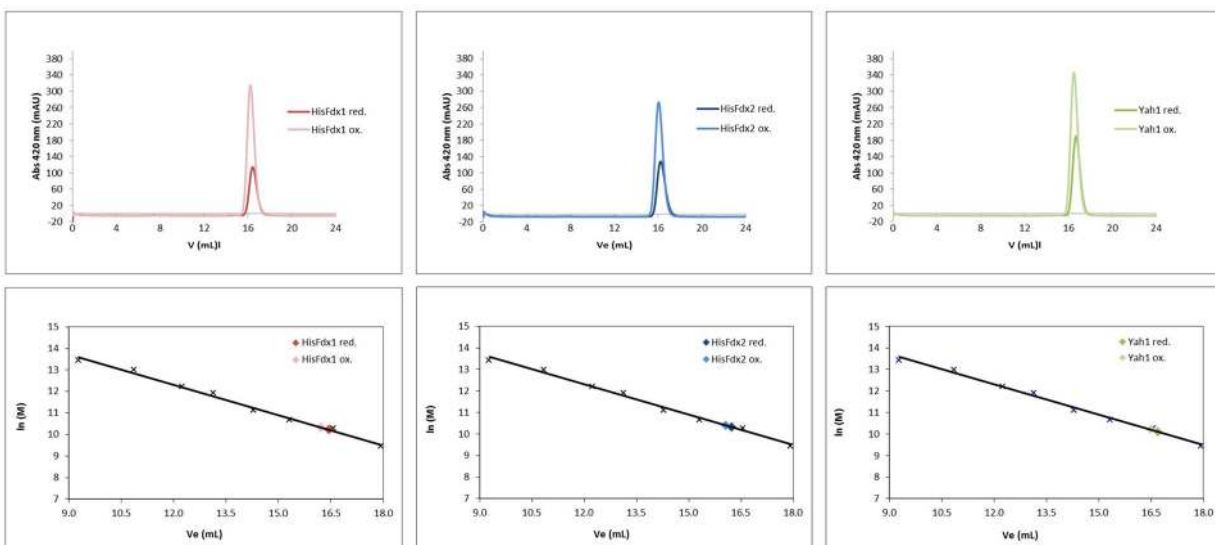 380
340
300
260
220
180
140
100
60
20
-20
Abs 420 nm (mAU)
HisFdx1 red.
HisFdx1 ox.
0 4 8 12 16 20 24
V (mL)l
380
340
300
260
220
180
140
100
60
20
-20
Abs 420 nm (mAU)
HisFdx2 red.
HisFdx2 ox.
0 4 8 12 16 20 24
Ve (mL)
380
340
300
260
220
180
140
100
60
20
-20
Abs 420 nm (mAU)
Yah1 red.
Yah1 ox.
0 4 8 12 16 20 24
V (mL)l
15
14
13
12
11
10
9
8
7
ln (M)
HisFdx1 red.
HisFdx1 ox.
9.0 10.5 12.0 13.5 15.0 16.5 18.0
Ve (mL)
15
14
13
12
11
10
9
8
7
ln (M)
HisFdx2 red.
HisFdx2 ox.
9.0 10.5 12.0 13.5 15.0 16.5 18.0
Ve (mL)
15
14
13
12
11
10
9
8
7
ln (M)
Yah1 red.
Yah1 ox.
9.0 10.5 12.0 13.5 15.0 16.5 18.0
Ve (mL)